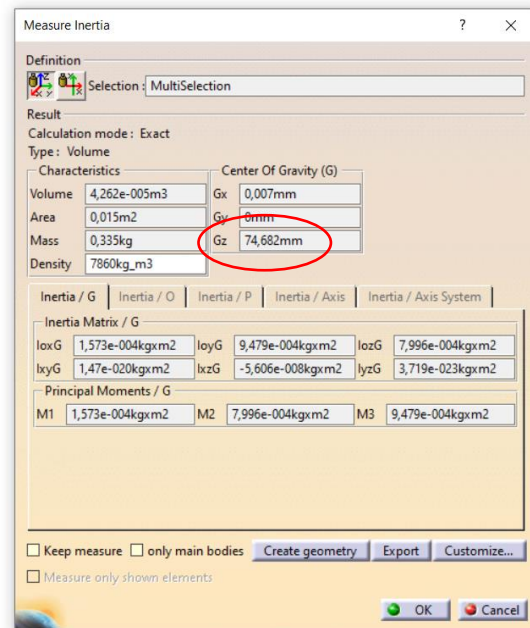 Measure Inertia ? ×
Definition
Selection : MultiSelection
Result
Calculation mode : Exact
Type : Volume
Characteristics Center Of Gravity (G)
Volume 4,262e-005m3 Gx 0,007mm
Area 0,015m2 Gy 0mm
Mass 0,335kg Gz 74,682mm
Density 7860kg_m3
Inertia / G Inertia / O Inertia / P Inertia / Axis Inertia / Axis System
Inertia Matrix / G
IoxG 1,573e-004kgxm2 IoyG 9,479e-004kgxm2 IozG 7,996e-004kgxm2
IxyG 1,47e-020kgxm2 IxzG -5,606e-008kgxm2 IyzG 3,719e-023kgxm2
Principal Moments / G
M1 1,573e-004kgxm2 M2 7,996e-004kgxm2 M3 9,479e-004kgxm2
Keep measure only main bodies Create geometry Export Customize...
Measure only shown elements
OK Cancel